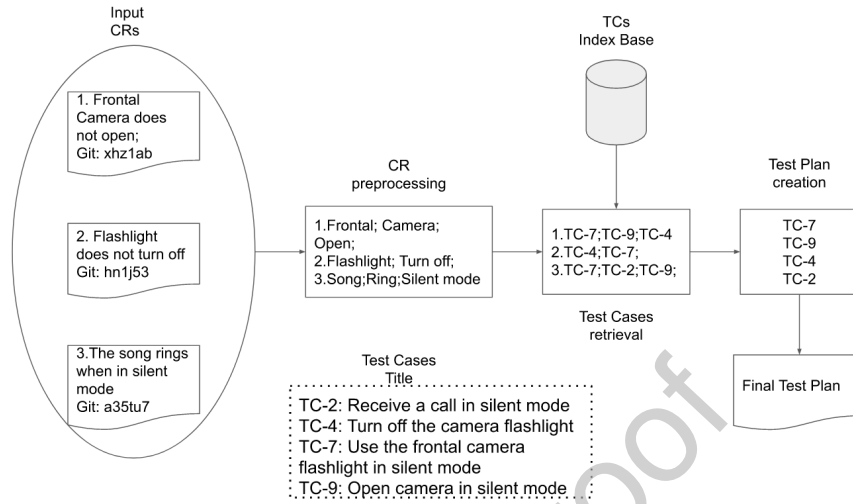 Input
CRs
1. Frontal
Camera does
not open;
Git: xhz1ab
2. Flashlight
does not turn off
Git: hn1j53
3.The song rings
when in silent
mode
Git: a35tu7
CR
preprocessing
1.Frontal; Camera;
Open;
2.Flashlight; Turn off;
3.Song;Ring;Silent mode
TCs
Index Base
1.TC-7;TC-9;TC-4
2.TC-4;TC-7;
3.TC-7;TC-2;TC-9;
Test Cases
retrieval
Test Plan
creation
TC-7
TC-9
TC-4
TC-2
Final Test Plan
Test Cases
Title
TC-2: Receive a call in silent mode
TC-4: Turn off the camera flashlight
TC-7: Use the frontal camera
flashlight in silent mode
TC-9: Open camera in silent mode
oof